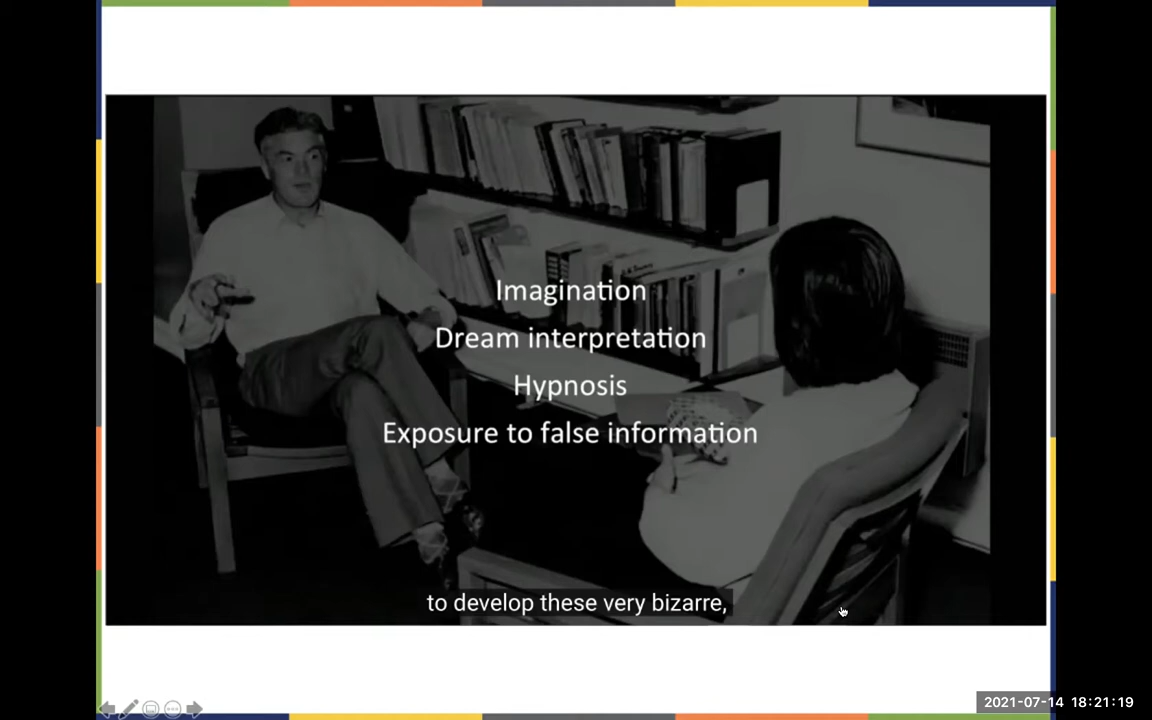 Imagination
Dream interpretation
Hypnosis
Exposure to false information
to develop these very bizarre,
2021-07-14 18:21:19